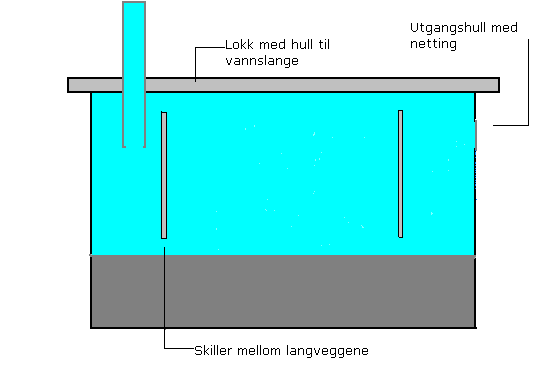 Utgangshull med
netting
Lokk med hull til
vannslange
Skiller mellom langveggene